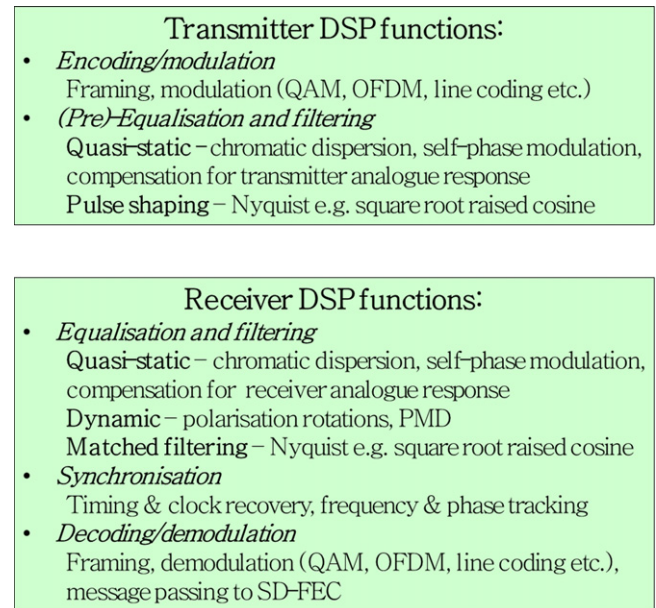 Transmitter DSP functions:
• Encoding/modulation
Framing, modulation (QAM, OFDM, line coding etc.)
• (Pre)-Equalisation and filtering
Quasi-static – chromatic dispersion, self-phase modulation,
compensation for transmitter analogue response
Pulse shaping – Nyquist e.g. square root raised cosine
Receiver DSP functions:
• Equalisation and filtering
Quasi-static – chromatic dispersion, self-phase modulation,
compensation for receiver analogue response
Dynamic – polarisation rotations, PMD
Matched filtering – Nyquist e.g. square root raised cosine
• Synchronisation
Timing & clock recovery, frequency & phase tracking
• Decoding/demodulation
Framing, demodulation (QAM, OFDM, line coding etc.),
message passing to SD-FEC